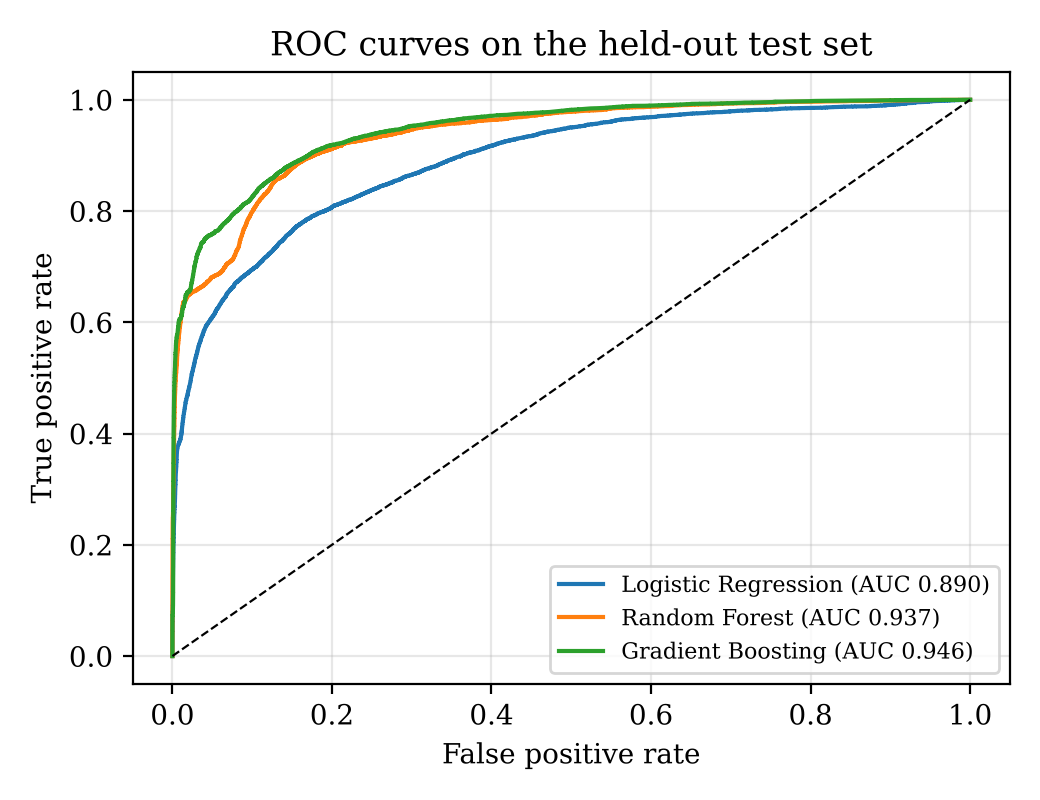 ROC curves on the held-out test set
True positive rate
1.0
0.8
0.6
0.4
0.2
0.0
Logistic Regression (AUC 0.890)
Random Forest (AUC 0.937)
Gradient Boosting (AUC 0.946)
0.0 0.2 0.4 0.6 0.8 1.0
False positive rate